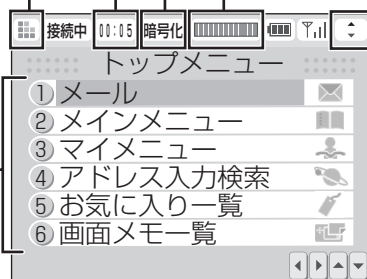 接続中 00:05 暗号化
トップメニュー
① メール
② メインメニュー
③ マイメニュー
④ アドレス入力検索
⑤ お気に入り一覧
⑥ 画面メモ一覧